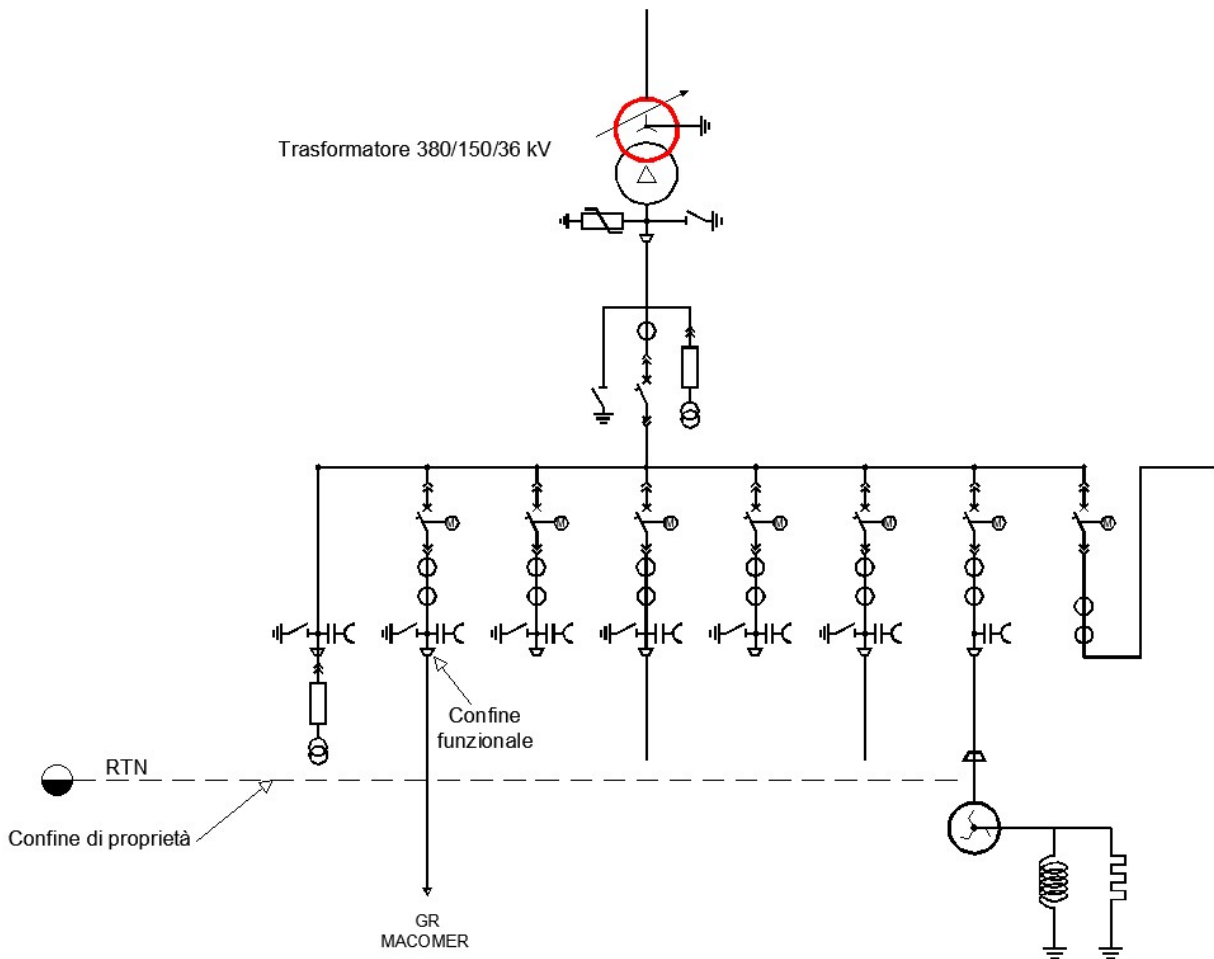 Trasformatore 380/150/36 kV
M
M
M
M
M
M
M
Confine
funzionale
RTN
Confine di proprietà
GR
MACOMER